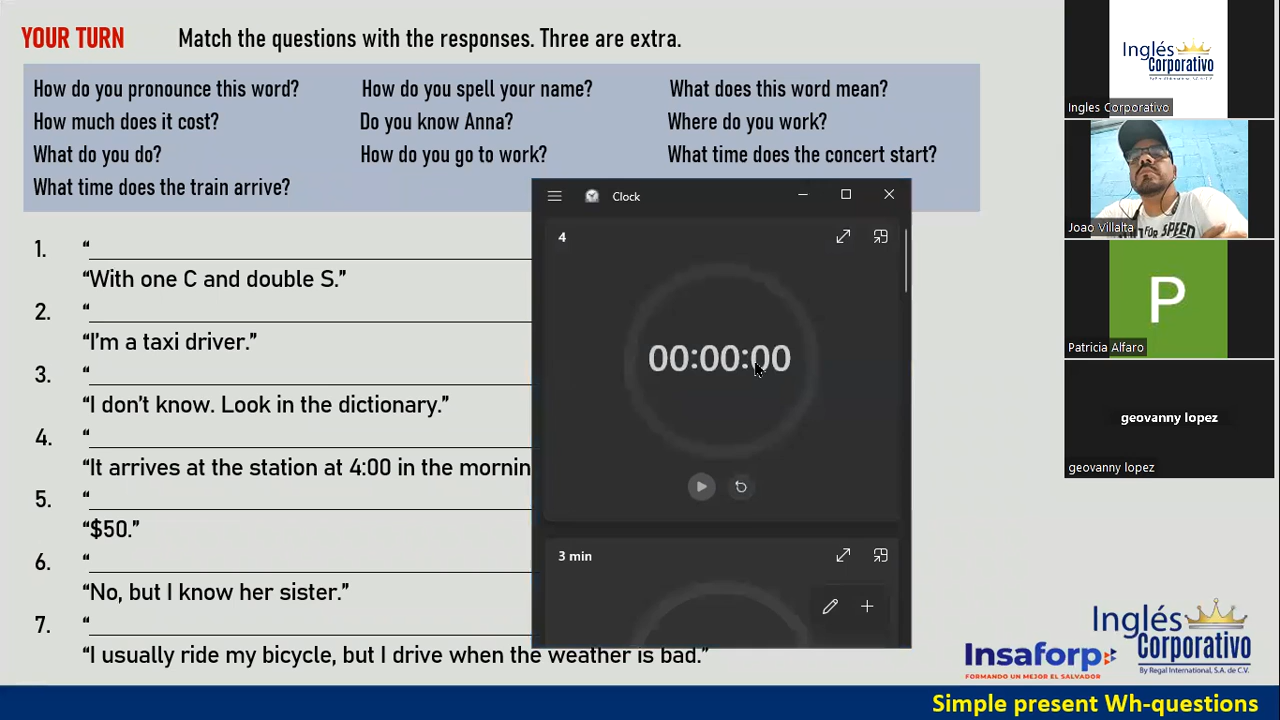 YOUR TURN Match the questions with the responses. Three are extra.
How do you pronounce this word? How do you spell your name? What does this word mean?
How much does it cost? Do you know Anna? Where do you work?
What do you do? How do you go to work? What time does the concert start?
What time does the train arrive?
1. “
“With one C and double S.”
2. “
“I’m a taxi driver.”
3. “
“I don’t know. Look in the dictionary.”
4. “
“It arrives at the station at 4:00 in the mornin
5. “
“$50.”
6. “
“No, but I know her sister.”
7. “
“I usually ride my bicycle, but I drive when the weather is bad.”
Clock
4
00:00:00
3 min
Inglés
Corporativo
Ingles Corporativo
Joao Villalta
P
Patricia Alfaro
geovanny lopez
geovanny lopez
Insaforp
FORMANDO UN MEJOR EL SALVADOR
Inglés
Corporativo
By Regal International, S.A. de C.V.
Simple present Wh-questions